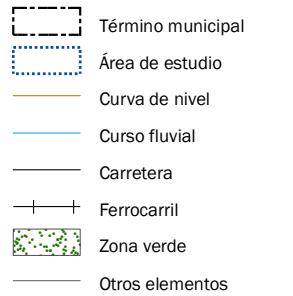 Término municipal
Área de estudio
Curva de nivel
Curso fluvial
Carretera
Ferrocarril
Zona verde
Otros elementos